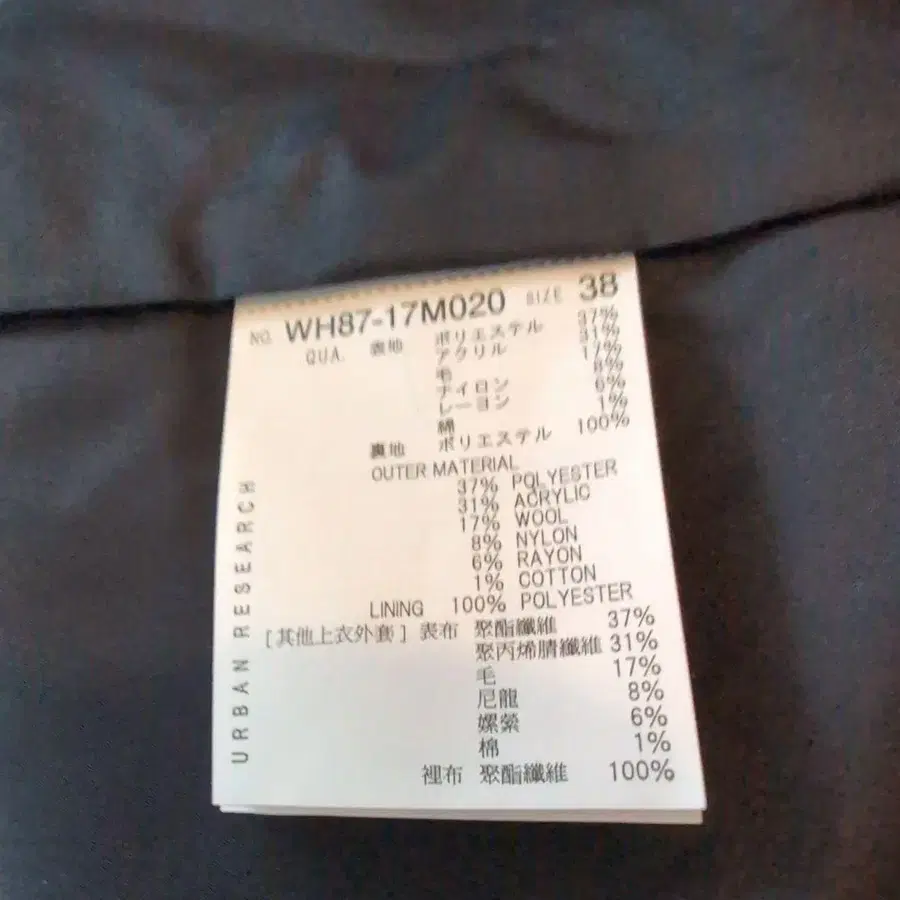 NO. WH87-17M020 SIZE 38
QUA. 表地 ポリエステル 37%
アクリル 31%
毛 17%
ナイロン 8%
レーヨン 6%
綿 1%
裏地 ポリエステル 100%
OUTER MATERIAL
37% POLYESTER
31% ACRYLIC
17% WOOL
8% NYLON
6% RAYON
1% COTTON
LINING 100% POLYESTER
[其他上衣外套] 表布 聚酯纖維 37%
聚丙烯腈纖維 31%
毛 17%
尼龍 8%
嫘縈 6%
棉 1%
裡布 聚酯纖維 100%
URBAN RESEARCH